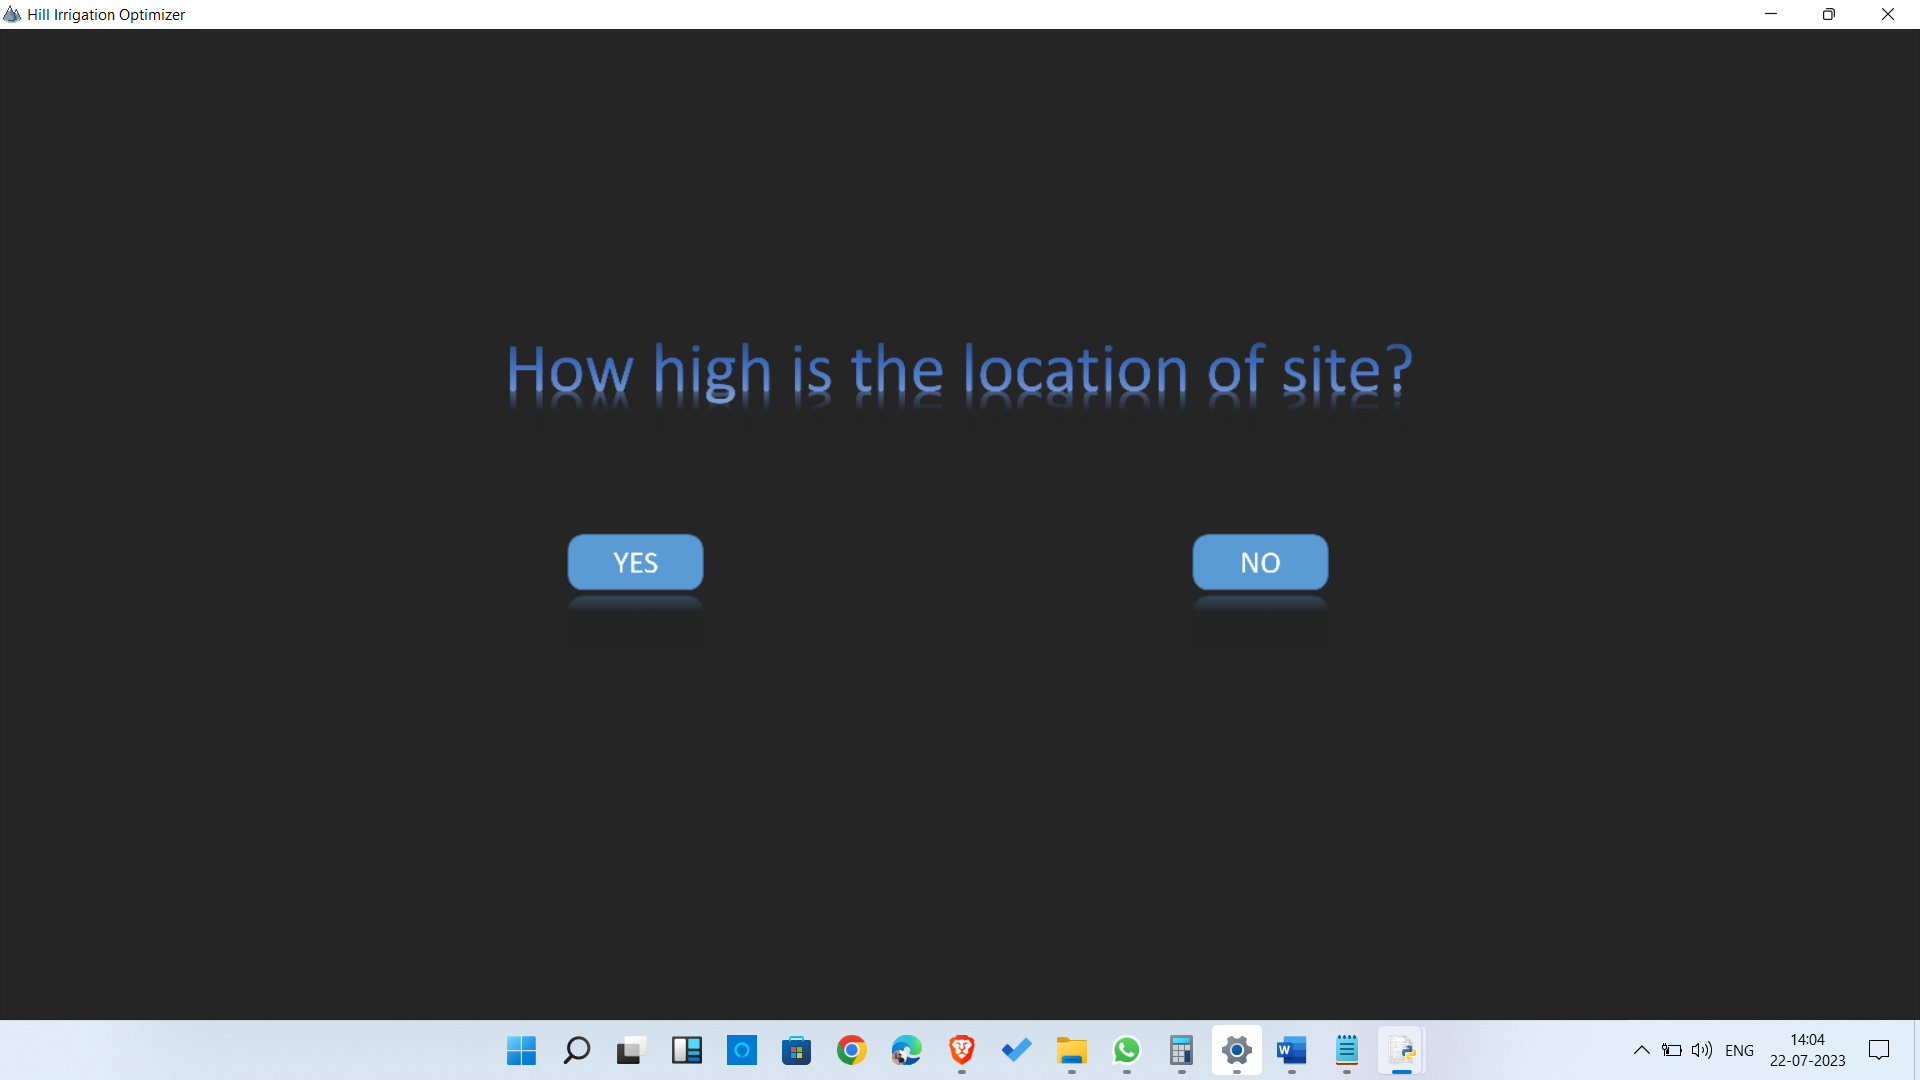 Hill Irrigation Optimizer
How high is the location of site?
YES
NO
ENG
14:04
22-07-2023